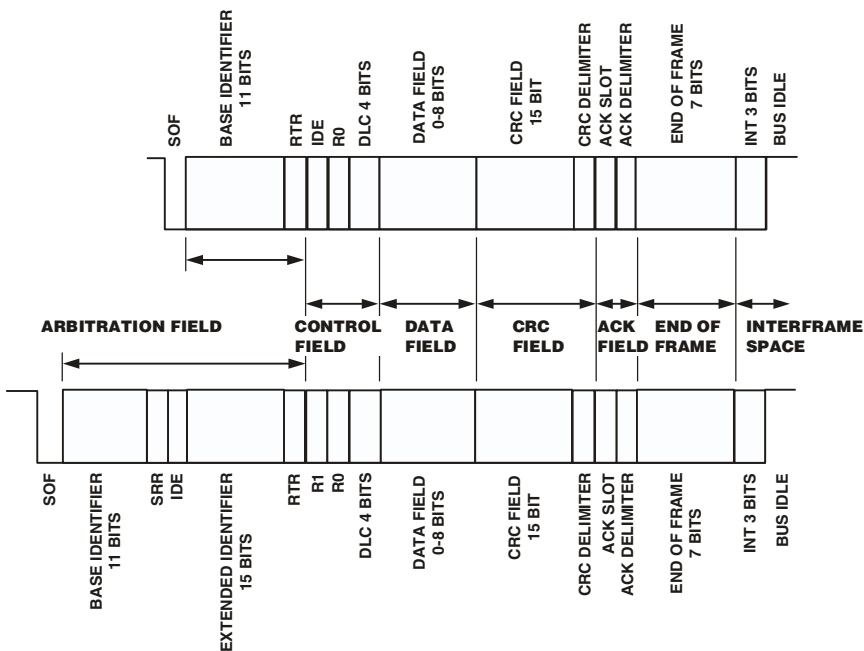 SOF
BASE IDENTIFIER
11 BITS
RTR
IDE
R0
DLC 4 BITS
DATA FIELD
0-8 BITS
CRC FIELD
15 BIT
CRC DELIMITER
ACK SLOT
ACK DELIMITER
END OF FRAME
7 BITS
INT 3 BITS
BUS IDLE
ARBITRATION FIELD
CONTROL
FIELD
DATA
FIELD
CRC
FIELD
ACK
FIELD
END OF
FRAME
INTERFRAME
SPACE
SOF
BASE IDENTIFIER
11 BITS
SRR
IDE
EXTENDED IDENTIFIER
15 BITS
RTR
R1
R0
DLC 4 BITS
DATA FIELD
0-8 BITS
CRC FIELD
15 BIT
CRC DELIMITER
ACK SLOT
ACK DELIMITER
END OF FRAME
7 BITS
INT 3 BITS
BUS IDLE